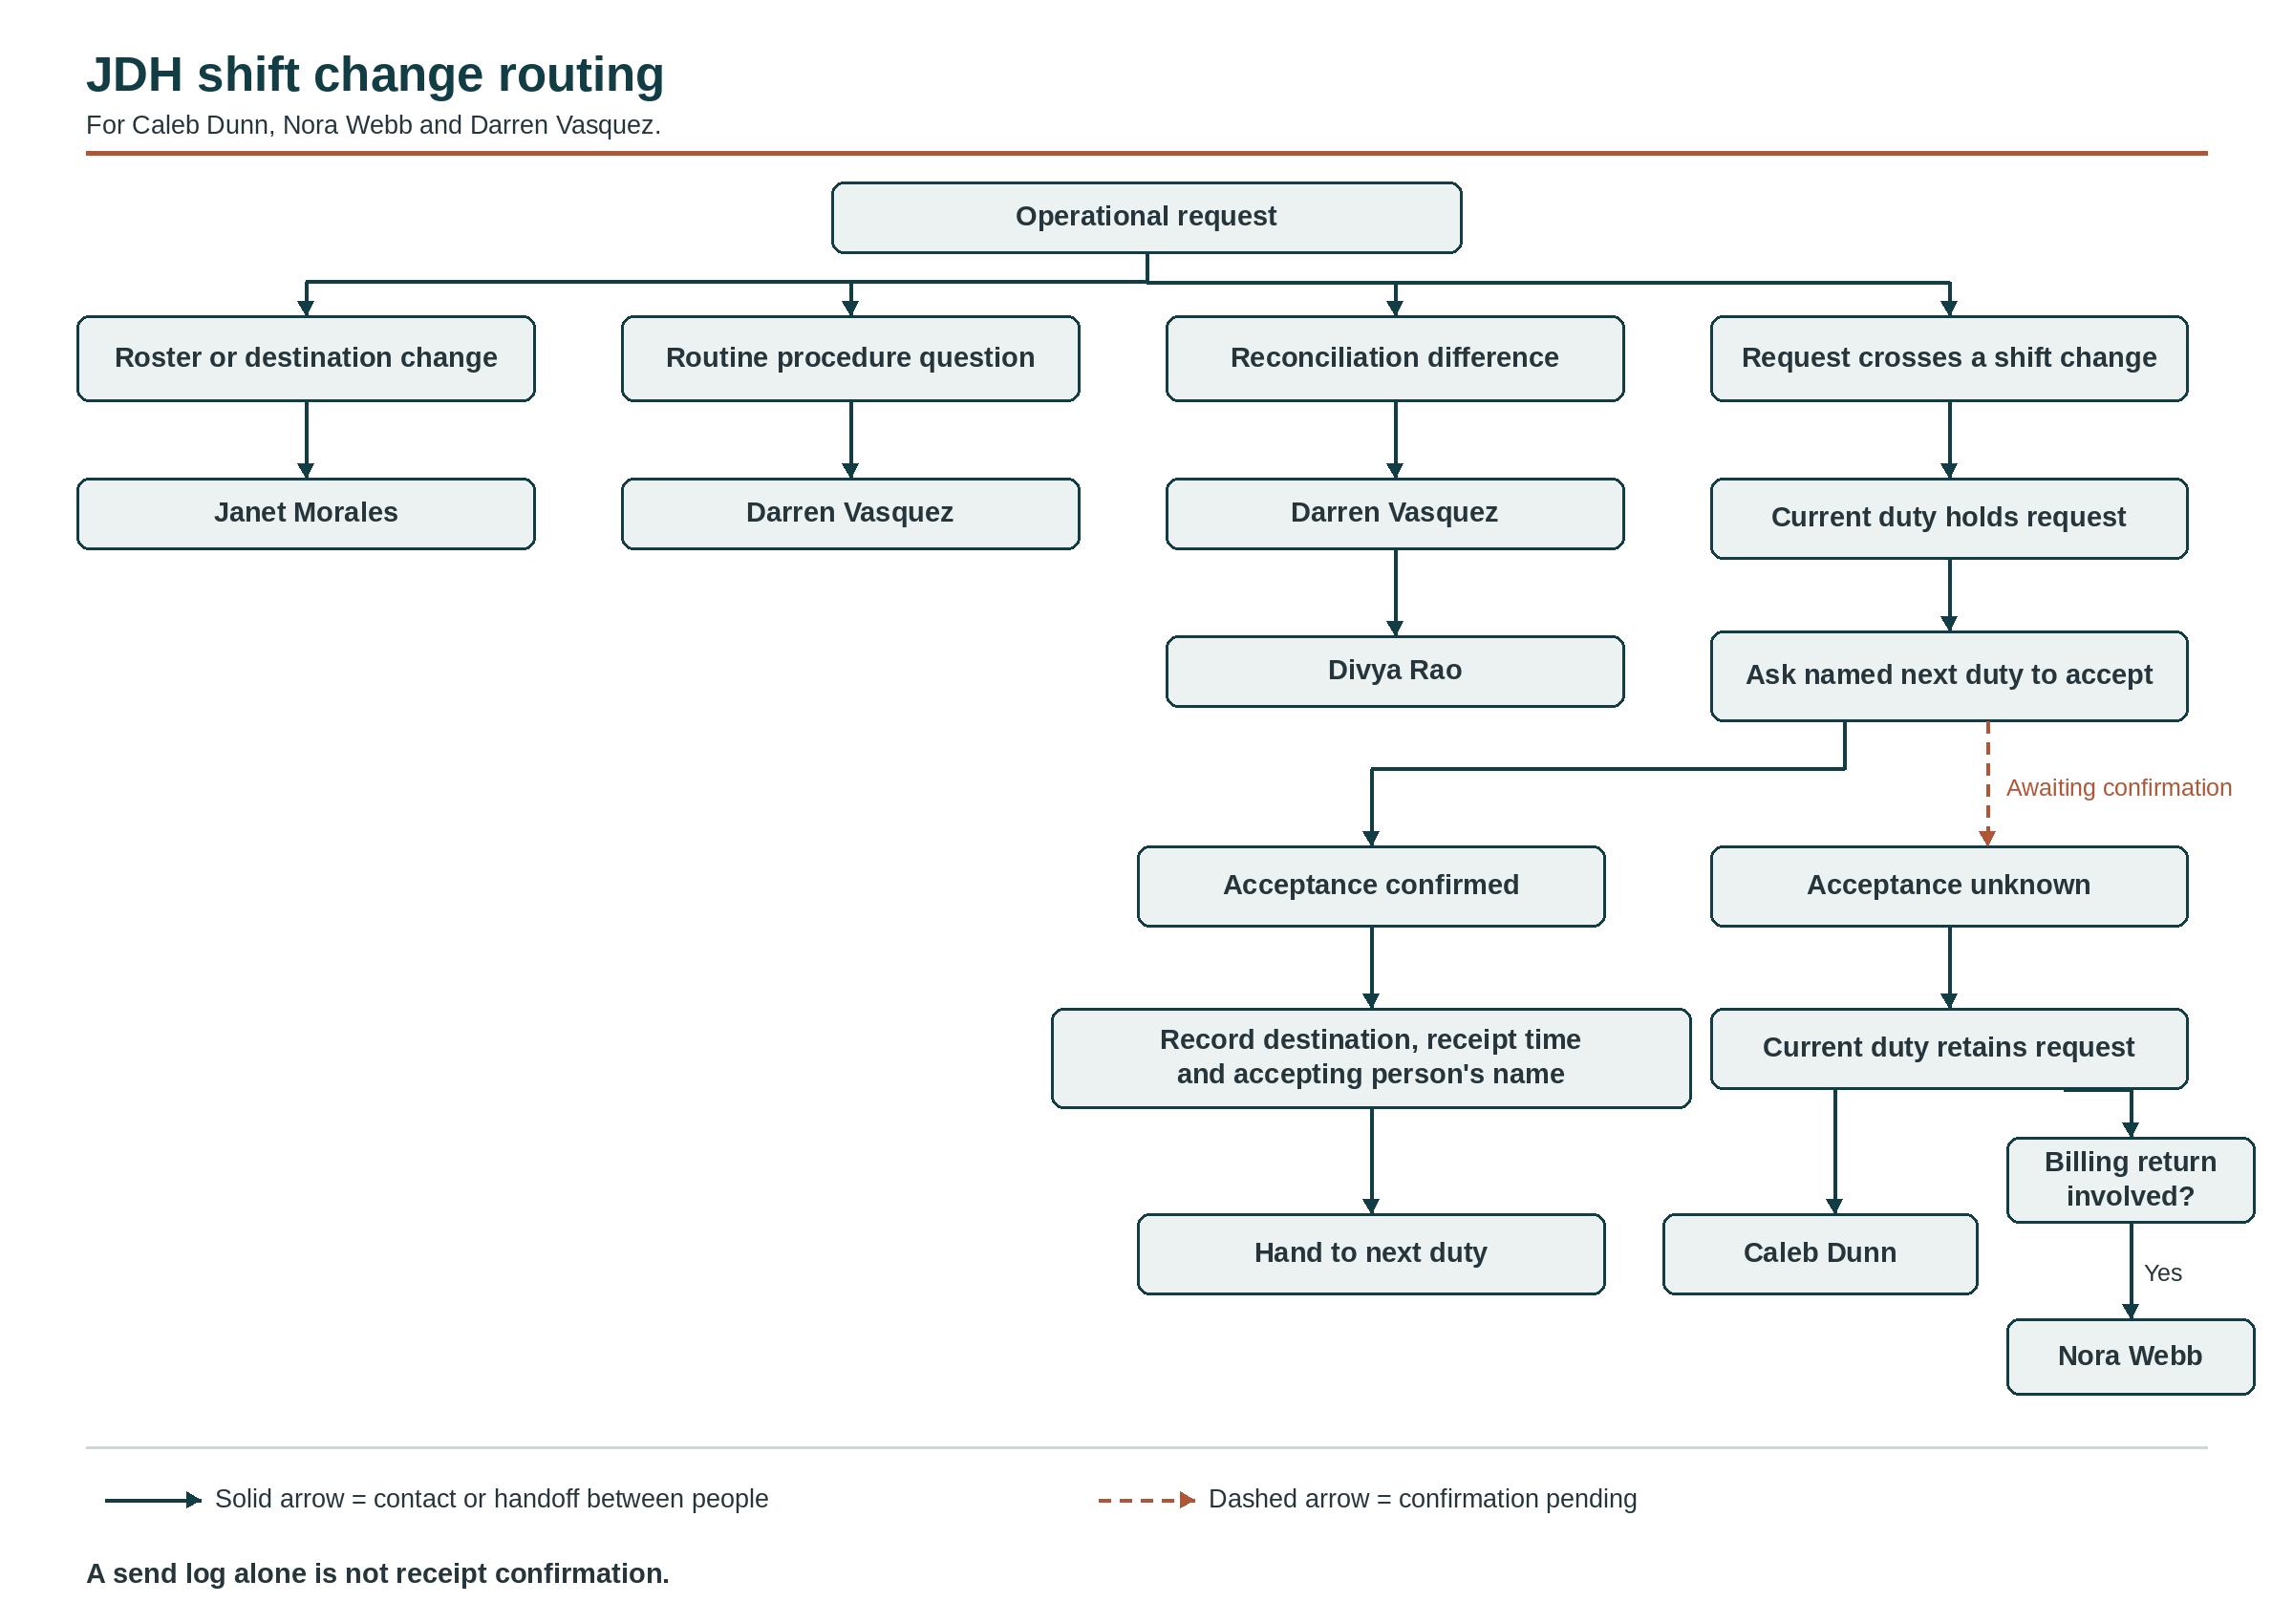 JDH shift change routing
For Caleb Dunn, Nora Webb and Darren Vasquez.
Operational request
Roster or destination change
Routine procedure question
Reconciliation difference
Request crosses a shift change
Janet Morales
Darren Vasquez
Darren Vasquez
Current duty holds request
Divya Rao
Ask named next duty to accept
Awaiting confirmation
Acceptance confirmed
Acceptance unknown
Record destination, receipt time
and accepting person's name
Current duty retains request
Billing return
involved?
Hand to next duty
Caleb Dunn
Yes
Nora Webb
Solid arrow = contact or handoff between people
Dashed arrow = confirmation pending
A send log alone is not receipt confirmation.